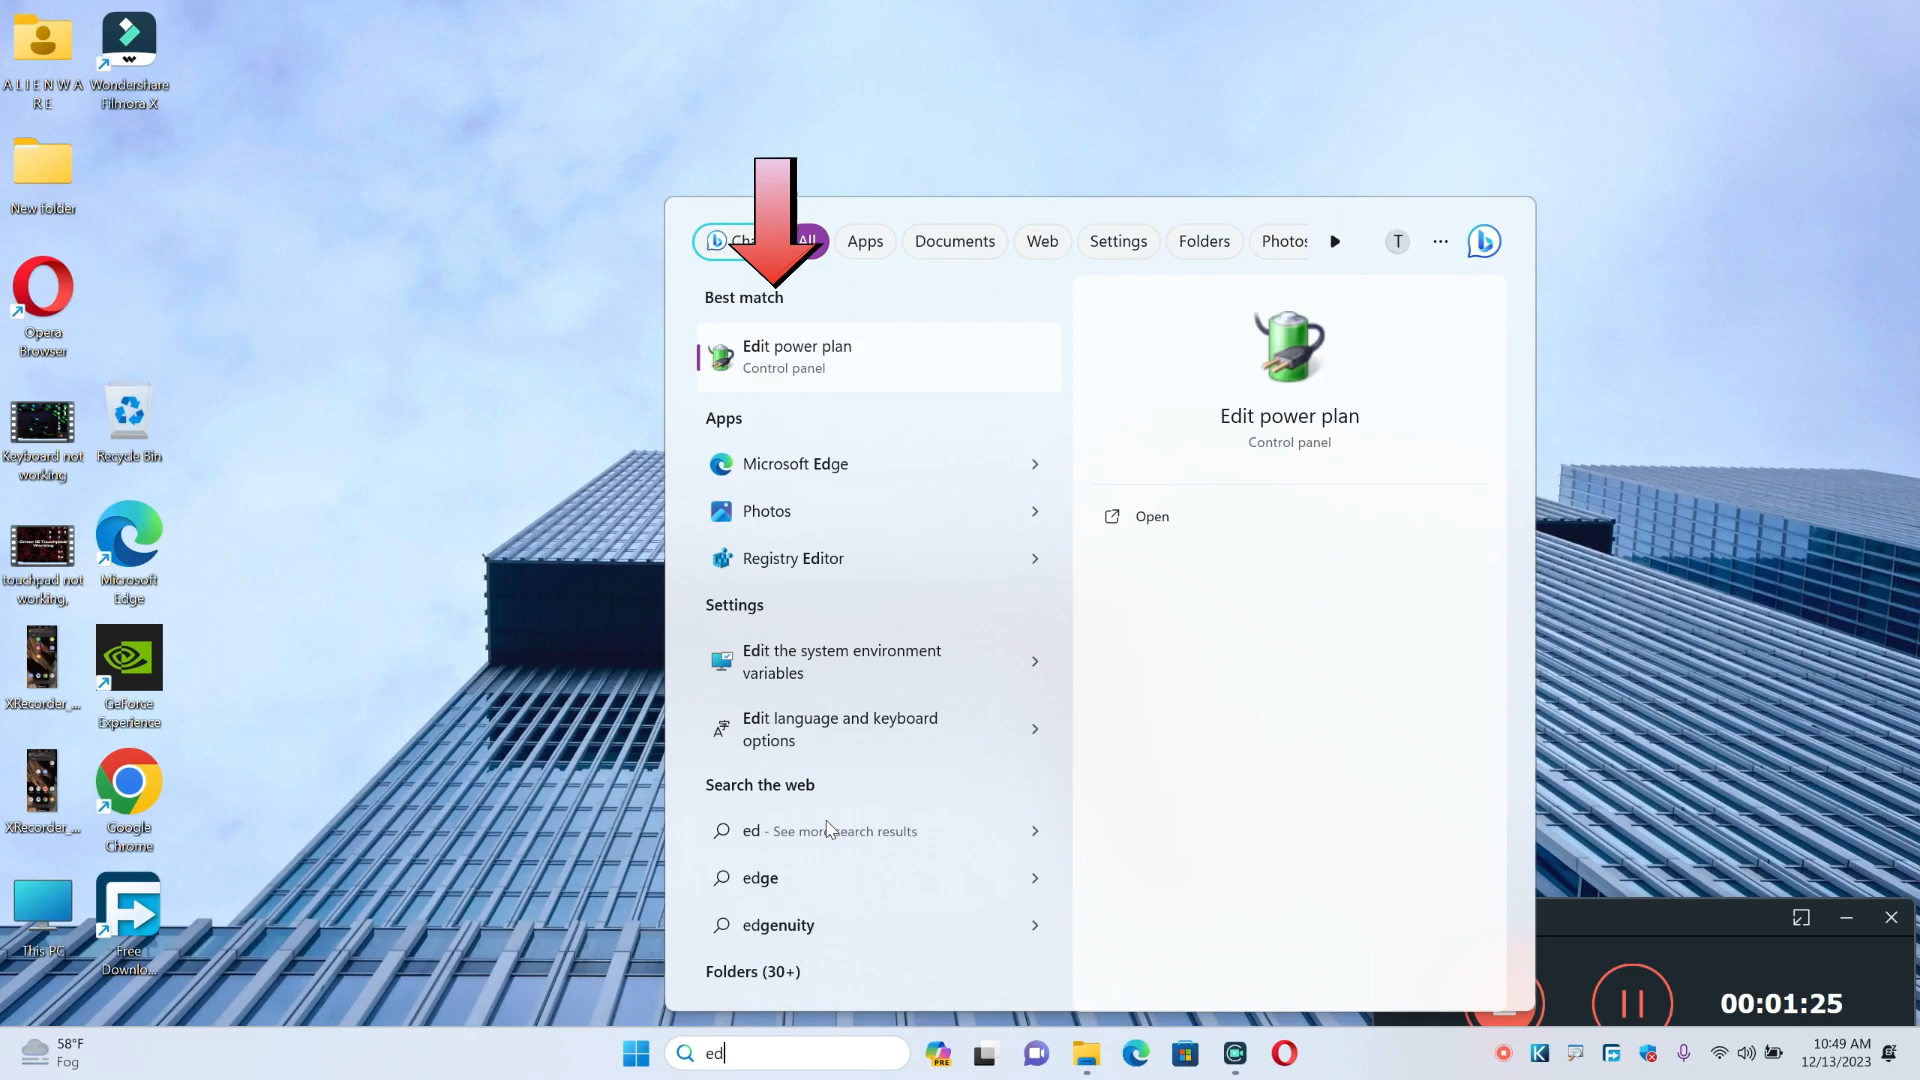 A L I E N W A
R E
Wondershare
Filmora X
New folder
Opera
Browser
Keyboard not
working
Recycle Bin
touchpad not
working,
Microsoft
Edge
XRecorder_...
GeForce
Experience
XRecorder_...
Google
Chrome
This PC
Free
Downlo...
All
Apps
Documents
Web
Settings
Folders
Photos
T
Best match
Edit power plan
Control panel
Apps
Microsoft Edge
Photos
Registry Editor
Settings
Edit the system environment
variables
Edit language and keyboard
options
Search the web
ed - See more search results
edge
edgenuity
Folders (30+)
Edit power plan
Control panel
Open
00:01:25
58°F
Fog
ed
PRE
10:49 AM
12/13/2023